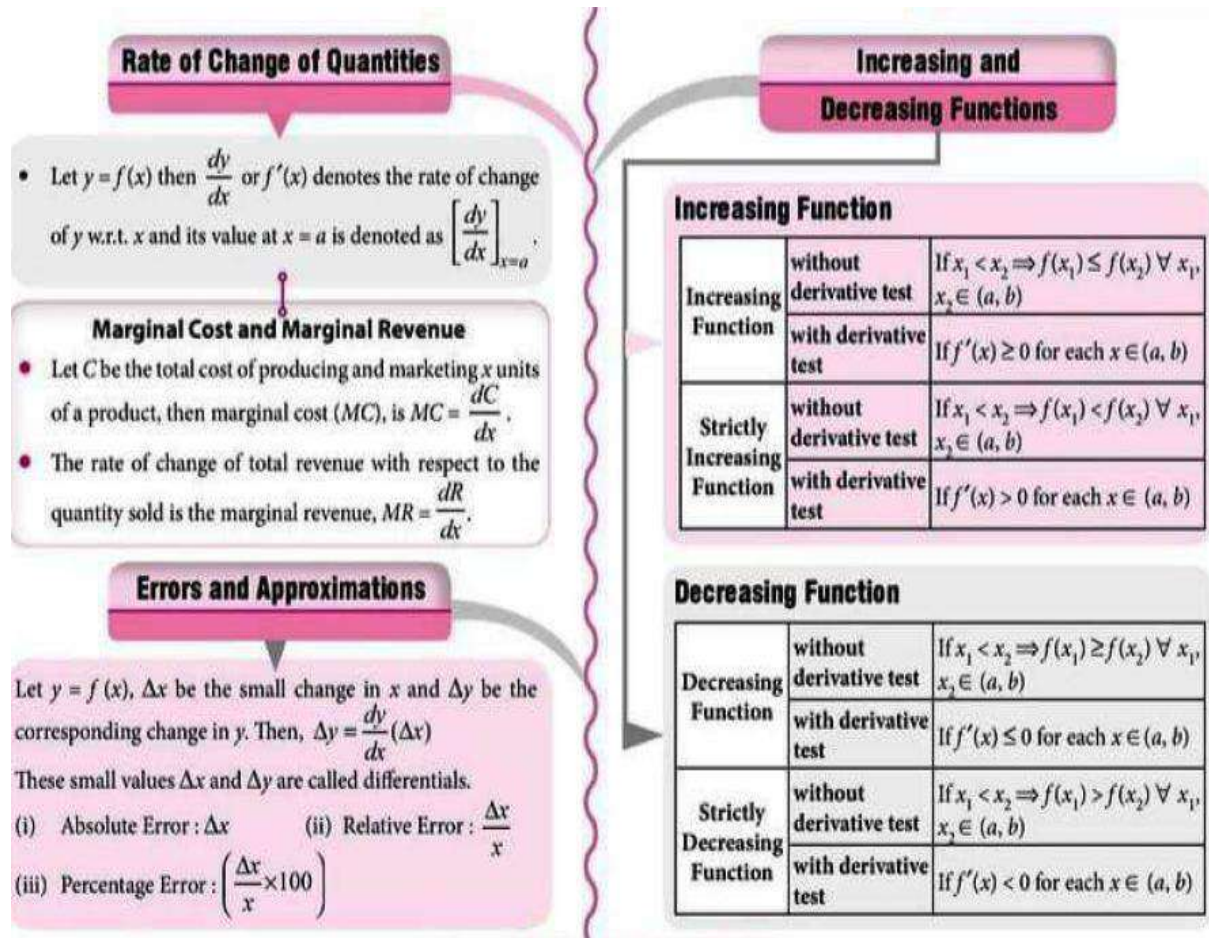 Rate of Change of Quantities
• Let y = f(x) then dy/dx or f′(x) denotes the rate of change
of y w.r.t. x and its value at x = a is denoted as [dy/dx]x=a.
Marginal Cost and Marginal Revenue
• Let C be the total cost of producing and marketing x units
of a product, then marginal cost (MC), is MC = dC/dx.
• The rate of change of total revenue with respect to the
quantity sold is the marginal revenue, MR = dR/dx.
Errors and Approximations
Let y = f (x), Δx be the small change in x and Δy be the
corresponding change in y. Then, Δy = dy/dx(Δx)
These small values Δx and Δy are called differentials.
(i) Absolute Error : Δx (ii) Relative Error : Δx/x
(iii) Percentage Error : (Δx/x×100)
Increasing and
Decreasing Functions
Increasing Function
Increasing
Function
without
derivative test
If x₁ < x₂ ⇒ f(x₁) ≤ f(x₂) ∀ x₁,
x₂ ∈ (a, b)
with derivative
test
If f′(x) ≥ 0 for each x ∈ (a, b)
Strictly
Increasing
Function
without
derivative test
If x₁ < x₂ ⇒ f(x₁) < f(x₂) ∀ x₁,
x₂ ∈ (a, b)
with derivative
test
If f′(x) > 0 for each x ∈ (a, b)
Decreasing Function
Decreasing
Function
without
derivative test
If x₁ < x₂ ⇒ f(x₁) ≥ f(x₂) ∀ x₁,
x₂ ∈ (a, b)
with derivative
test
If f′(x) ≤ 0 for each x ∈ (a, b)
Strictly
Decreasing
Function
without
derivative test
If x₁ < x₂ ⇒ f(x₁) > f(x₂) ∀ x₁,
x₂ ∈ (a, b)
with derivative
test
If f′(x) < 0 for each x ∈ (a, b)